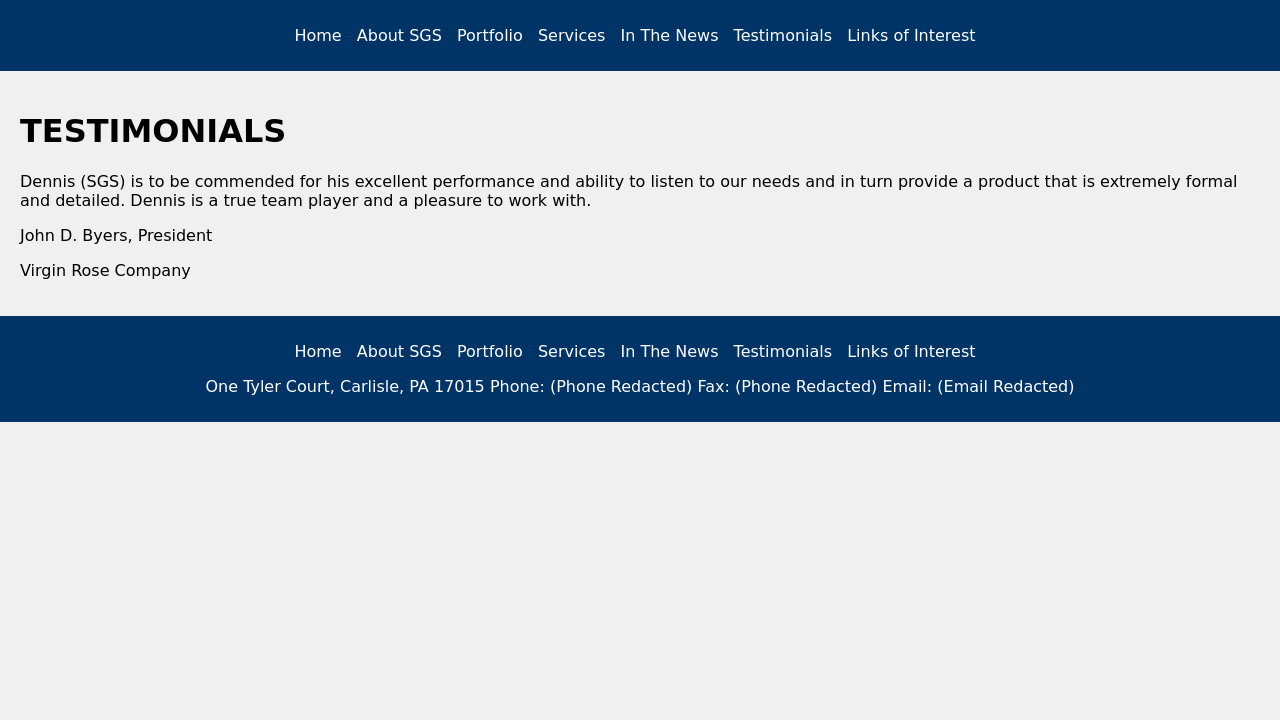 Home About SGS Portfolio Services In The News Testimonials Links of Interest
TESTIMONIALS
Dennis (SGS) is to be commended for his excellent performance and ability to listen to our needs and in turn provide a product that is extremely formal
and detailed. Dennis is a true team player and a pleasure to work with.
John D. Byers, President
Virgin Rose Company
Home About SGS Portfolio Services In The News Testimonials Links of Interest
One Tyler Court, Carlisle, PA 17015 Phone: (Phone Redacted) Fax: (Phone Redacted) Email: (Email Redacted)